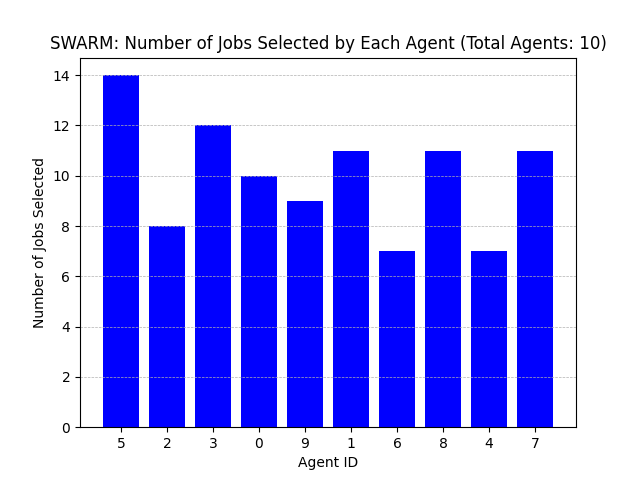 SWARM: Number of Jobs Selected by Each Agent (Total Agents: 10)
14
12
10
8
6
4
2
0
Number of Jobs Selected
5 2 3 0 9 1 6 8 4 7
Agent ID